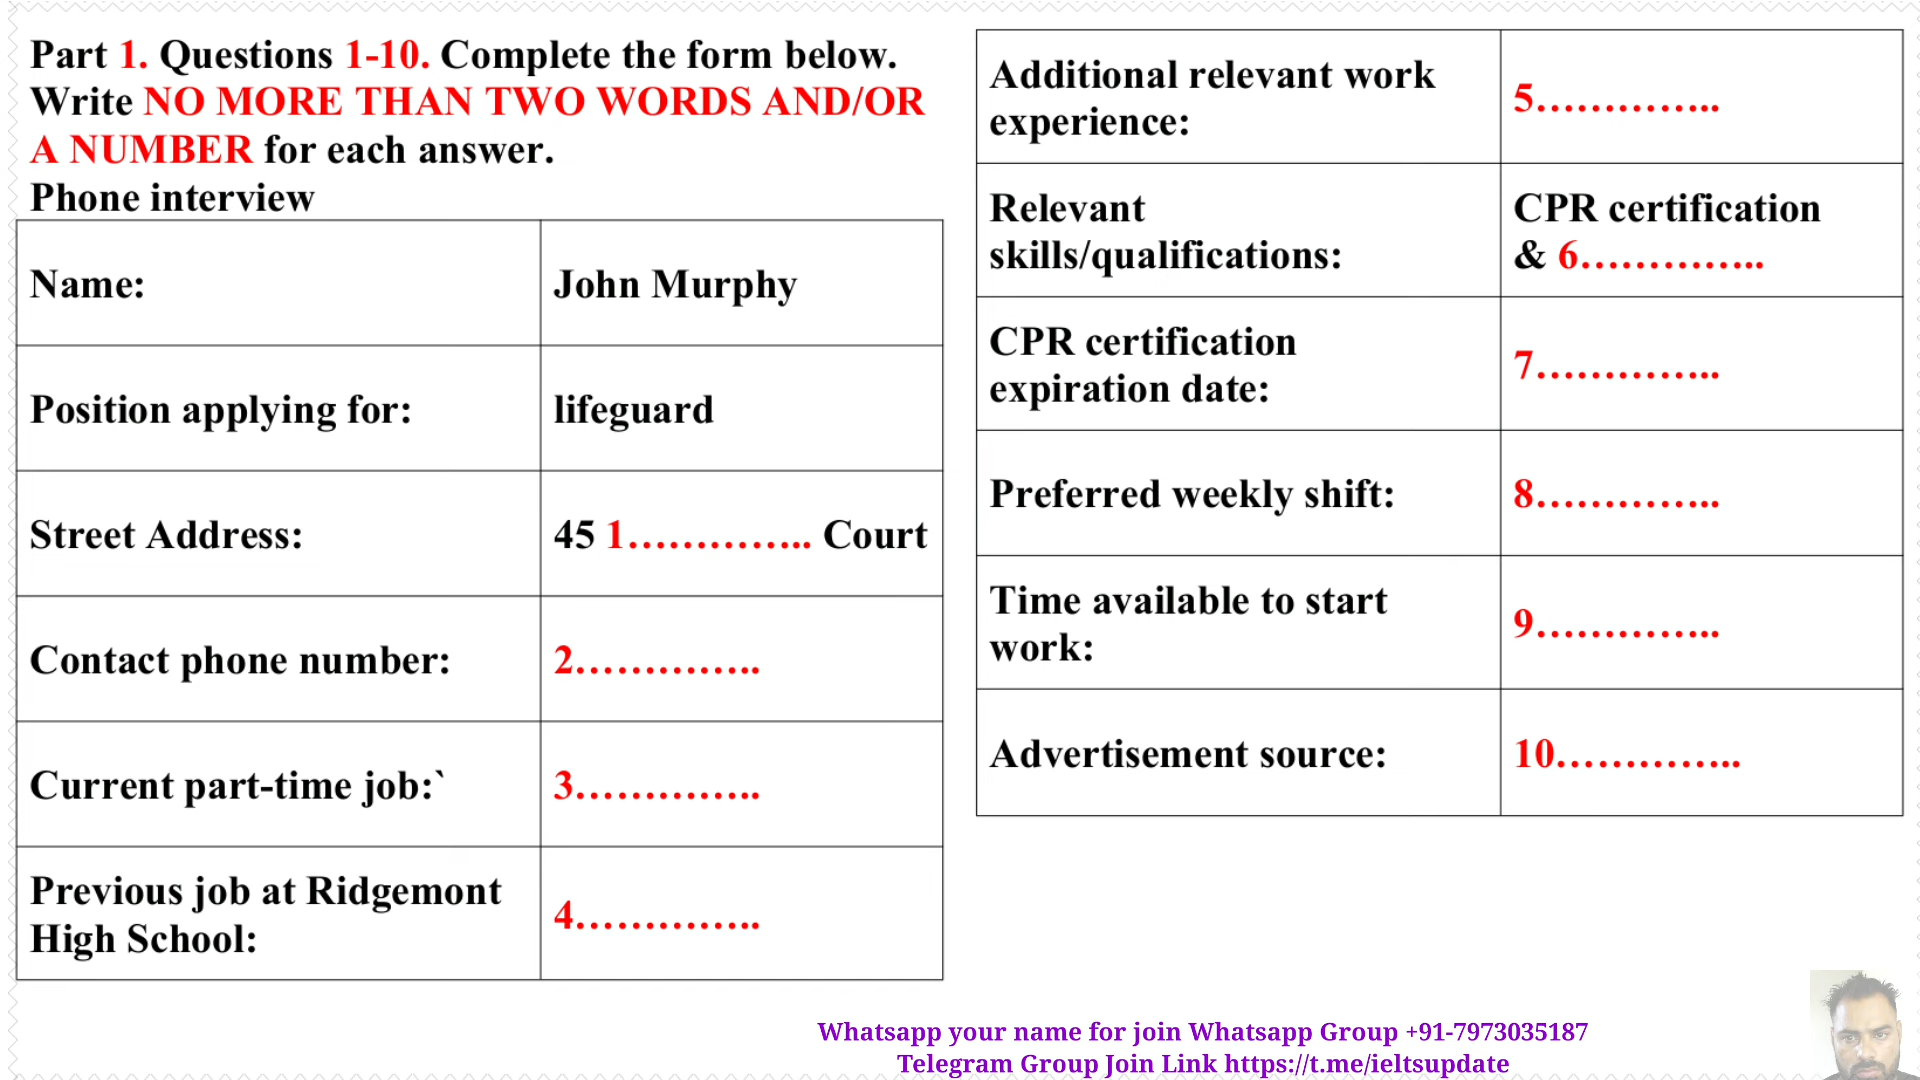 Part 1. Questions 1-10. Complete the form below.
Write NO MORE THAN TWO WORDS AND/OR
A NUMBER for each answer.
Phone interview
Name:
John Murphy
Position applying for:
lifeguard
Street Address:
45 1………….. Court
Contact phone number:
2…………..
Current part-time job:`
3…………..
Previous job at Ridgemont
High School:
4…………..
Additional relevant work
experience:
5…………..
Relevant
skills/qualifications:
CPR certification
& 6…………..
CPR certification
expiration date:
7…………..
Preferred weekly shift:
8…………..
Time available to start
work:
9…………..
Advertisement source:
10…………..
Whatsapp your name for join Whatsapp Group +91-7973035187
Telegram Group Join Link https://t.me/ieltsupdate